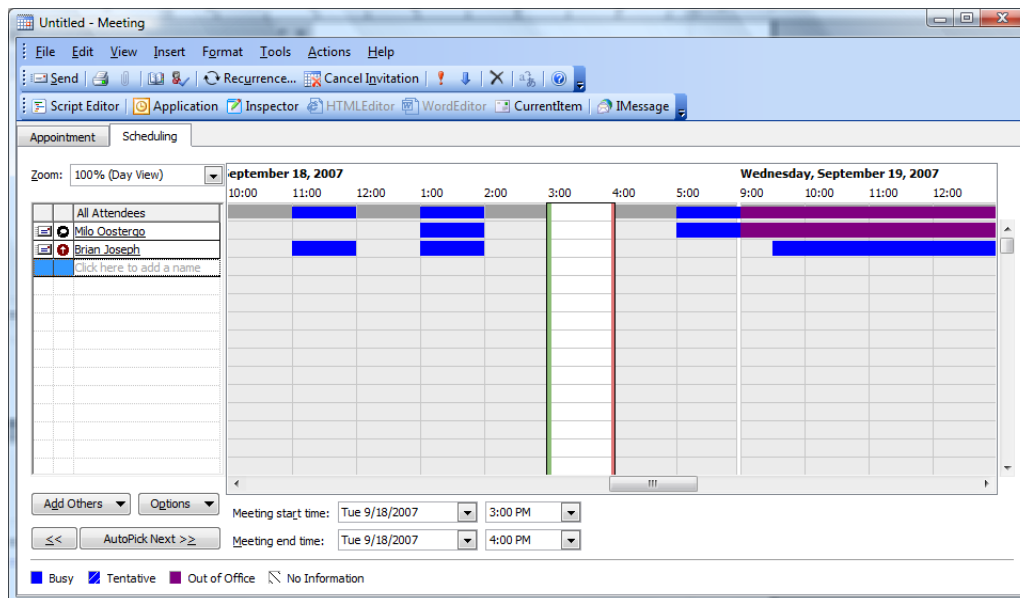 Untitled - Meeting
File Edit View Insert Format Tools Actions Help
Send Recurrence... Cancel Invitation
Script Editor Application Inspector HTMLEditor WordEditor CurrentItem IMessage
Appointment Scheduling
Zoom: 100% (Day View)
eptember 18, 2007 Wednesday, September 19, 2007
10:00 11:00 12:00 1:00 2:00 3:00 4:00 5:00 9:00 10:00 11:00 12:00
All Attendees
Milo Oostergo
Brian Joseph
Click here to add a name
Add Others Options
Meeting start time: Tue 9/18/2007 3:00 PM
<< AutoPick Next >>
Meeting end time: Tue 9/18/2007 4:00 PM
Busy Tentative Out of Office No Information